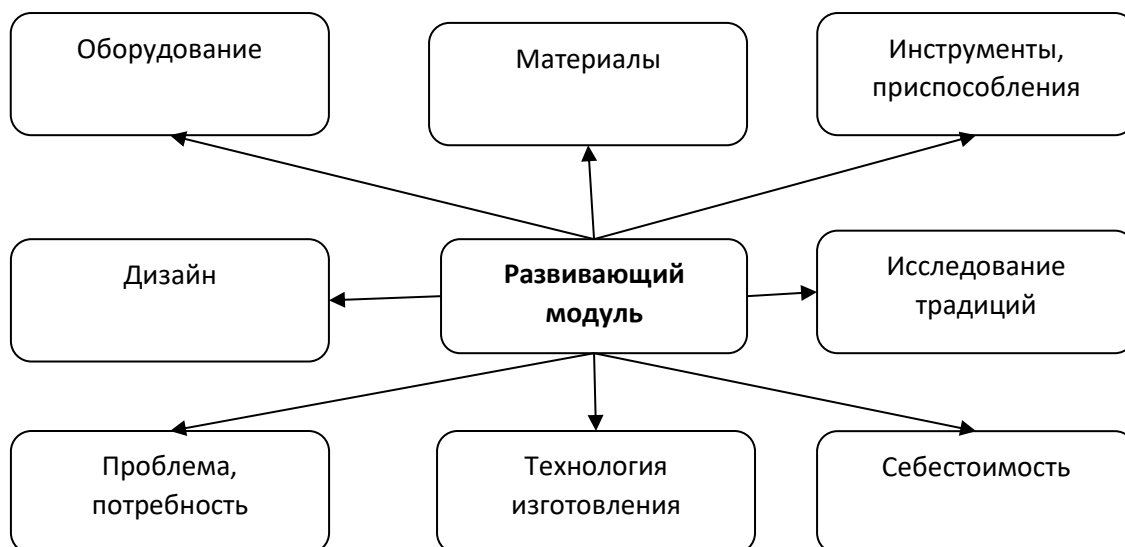 Оборудование
Материалы
Инструменты,
приспособления
Дизайн
Развивающий
модуль
Исследование
традиций
Проблема,
потребность
Технология
изготовления
Себестоимость